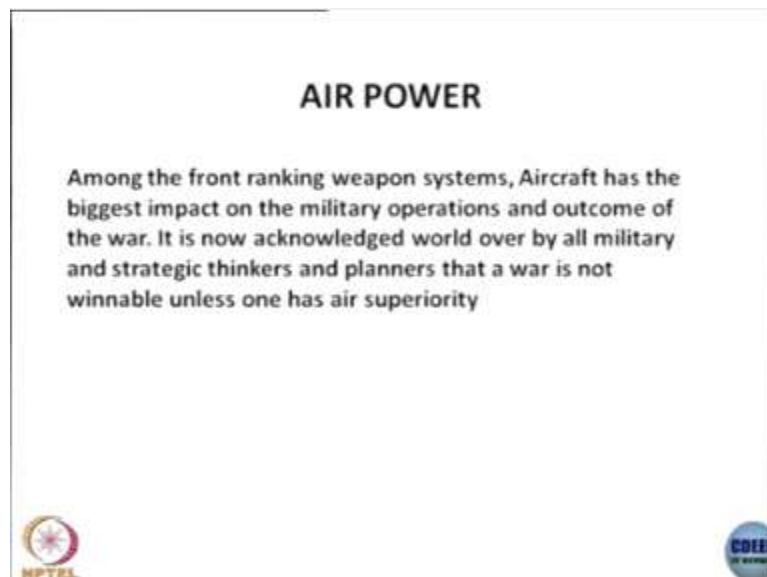 AIR POWER
Among the front ranking weapon systems, Aircraft has the
biggest impact on the military operations and outcome of
the war. It is now acknowledged world over by all military
and strategic thinkers and planners that a war is not
winnable unless one has air superiority
NPTEL